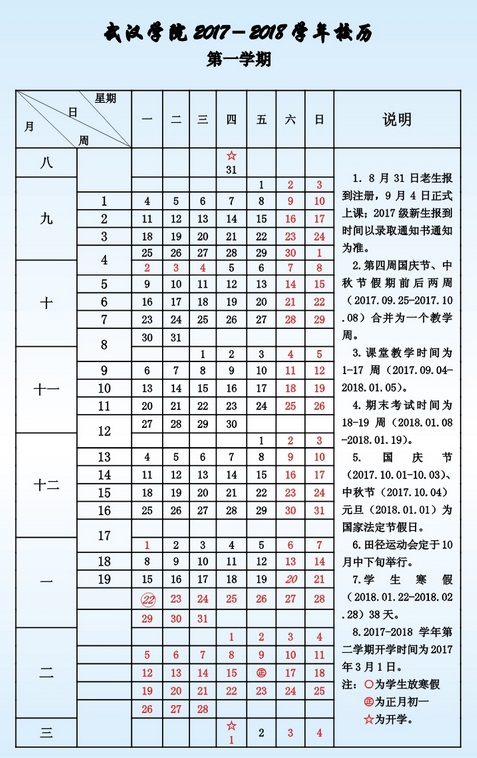 武汉学院 2017－2018 学年校历
第一学期
星期
日
月
周
一 二 三 四 五 六 日 说明
八 ☆
31
九
1 2 3
1 4 5 6 7 8 9 10
2 11 12 13 14 15 16 17
3 18 19 20 21 22 23 24
4 25 26 27 28 29 30 1
十 2 3 4 5 6 7 8
5 9 10 11 12 13 14 15
6 16 17 18 19 20 21 22
7 23 24 25 26 27 28 29
8 30 31
十一 1 2 3 4 5
9 6 7 8 9 10 11 12
10 13 14 15 16 17 18 19
11 20 21 22 23 24 25 26
12 27 28 29 30
十二 1 2 3
13 4 5 6 7 8 9 10
14 11 12 13 14 15 16 17
15 18 19 20 21 22 23 24
16 25 26 27 28 29 30 31
17
一 1 2 3 4 5 6 7
18 8 9 10 11 12 13 14
19 15 16 17 18 19 20 21
22 23 24 25 26 27 28
29 30 31
二 1 2 3 4
5 6 7 8 9 10 11
12 13 14 15 正 17 18
19 20 21 22 23 24 25
26 27 28
三 ☆
1 2 3 4
1．8 月 31 日老生报
到注册，9 月 4 日正式
上课；2017 级新生报到
时间以录取通知书通知
为准。
2.第四周国庆节、中
秋节假期前后两周
（2017.09.25-2017.10
.08）合并为一个教学
周。
3.课堂教学时间为
1-17 周（2017.09.04-
2018.01.05）。
4.期末考试时间为
18-19 周（2018.01.08
-2018.01.19）。
5. 国庆节
（2017.10.01-10.03）、
中秋节（2017.10.04）
元旦（2018.01.01）为
国家法定节假日。
6.田径运动会定于 10
月中下旬举行。
7.学生寒假
（2018.01.22-2018.02
.28）38 天。
8.2017-2018 学年第
二学期开学时间为 2017
年 3 月 1 日。
注：○为学生放寒假
㊣为正月初一
☆为开学。